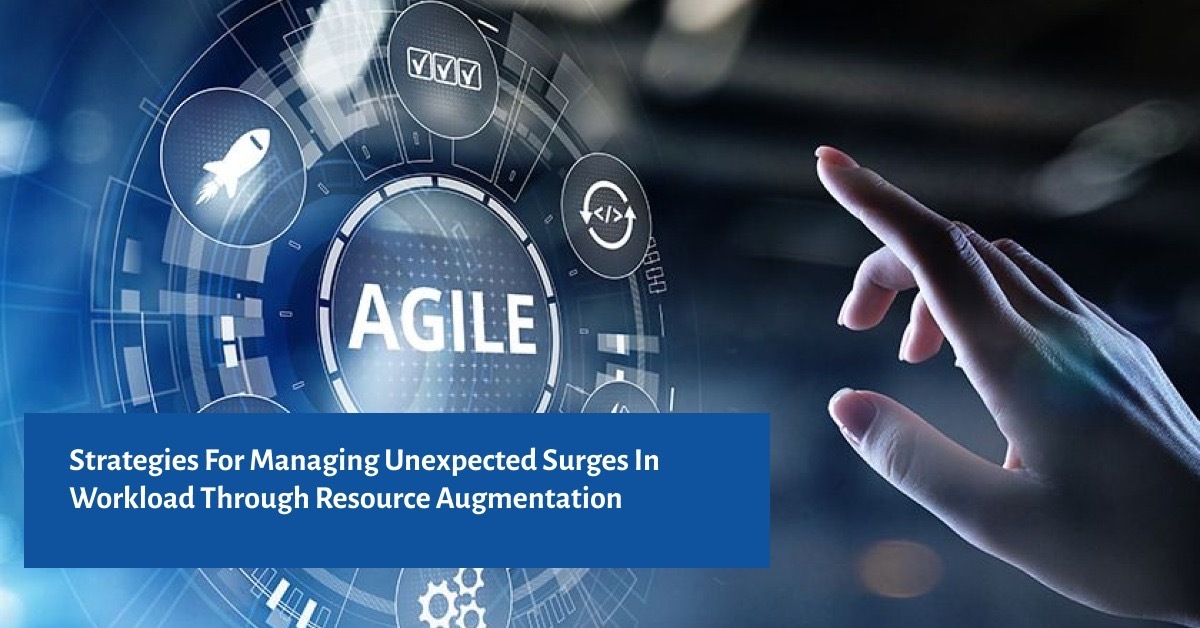 AGILE
</>
Strategies For Managing Unexpected Surges In
Workload Through Resource Augmentation